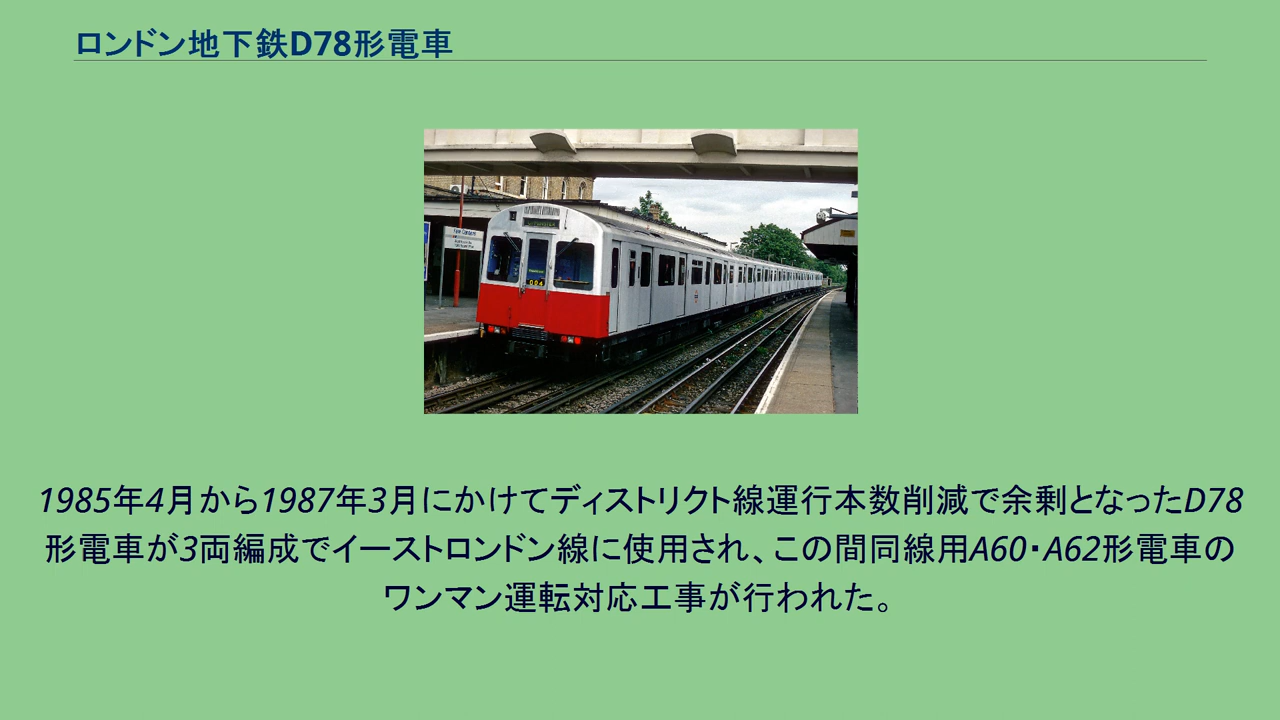 ロンドン地下鉄D78形電車
004
1985年4月から1987年3月にかけてディストリクト線運行本数削減で余剰となったD78
形電車が3両編成でイーストロンドン線に使用され、この間同線用A60・A62形電車の
ワンマン運転対応工事が行われた。